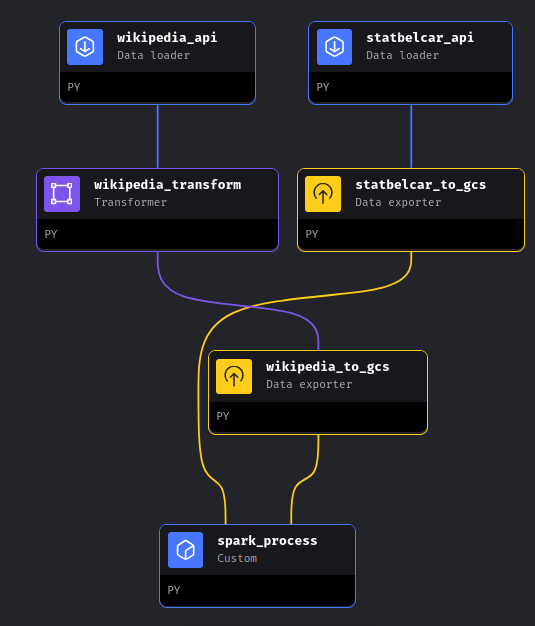 wikipedia_api
Data loader
PY
statbelcar_api
Data loader
PY
wikipedia_transform
Transformer
PY
statbelcar_to_gcs
Data exporter
PY
wikipedia_to_gcs
Data exporter
PY
spark_process
Custom
PY